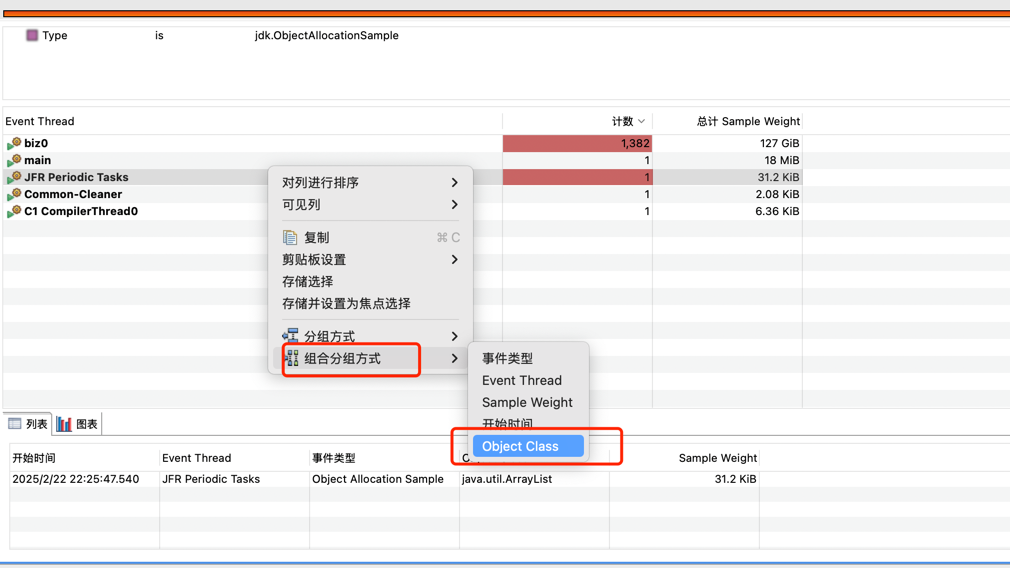 Type is jdk.ObjectAllocationSample
Event Thread 计数 总计 Sample Weight
biz0 1,382 127 GiB
main 1 18 MiB
JFR Periodic Tasks 1 31.2 KiB
Common-Cleaner 1 2.08 KiB
C1 CompilerThread0 1 6.36 KiB
对列进行排序
可见列
复制 ⌘ C
剪贴板设置
存储选择
存储并设置为焦点选择
分组方式
组合分组方式
事件类型
Event Thread
Sample Weight
开始时间
Object Class
列表 图表
开始时间 Event Thread 事件类型 Sample Weight
2025/2/22 22:25:47.540 JFR Periodic Tasks Object Allocation Sample java.util.ArrayList 31.2 KiB